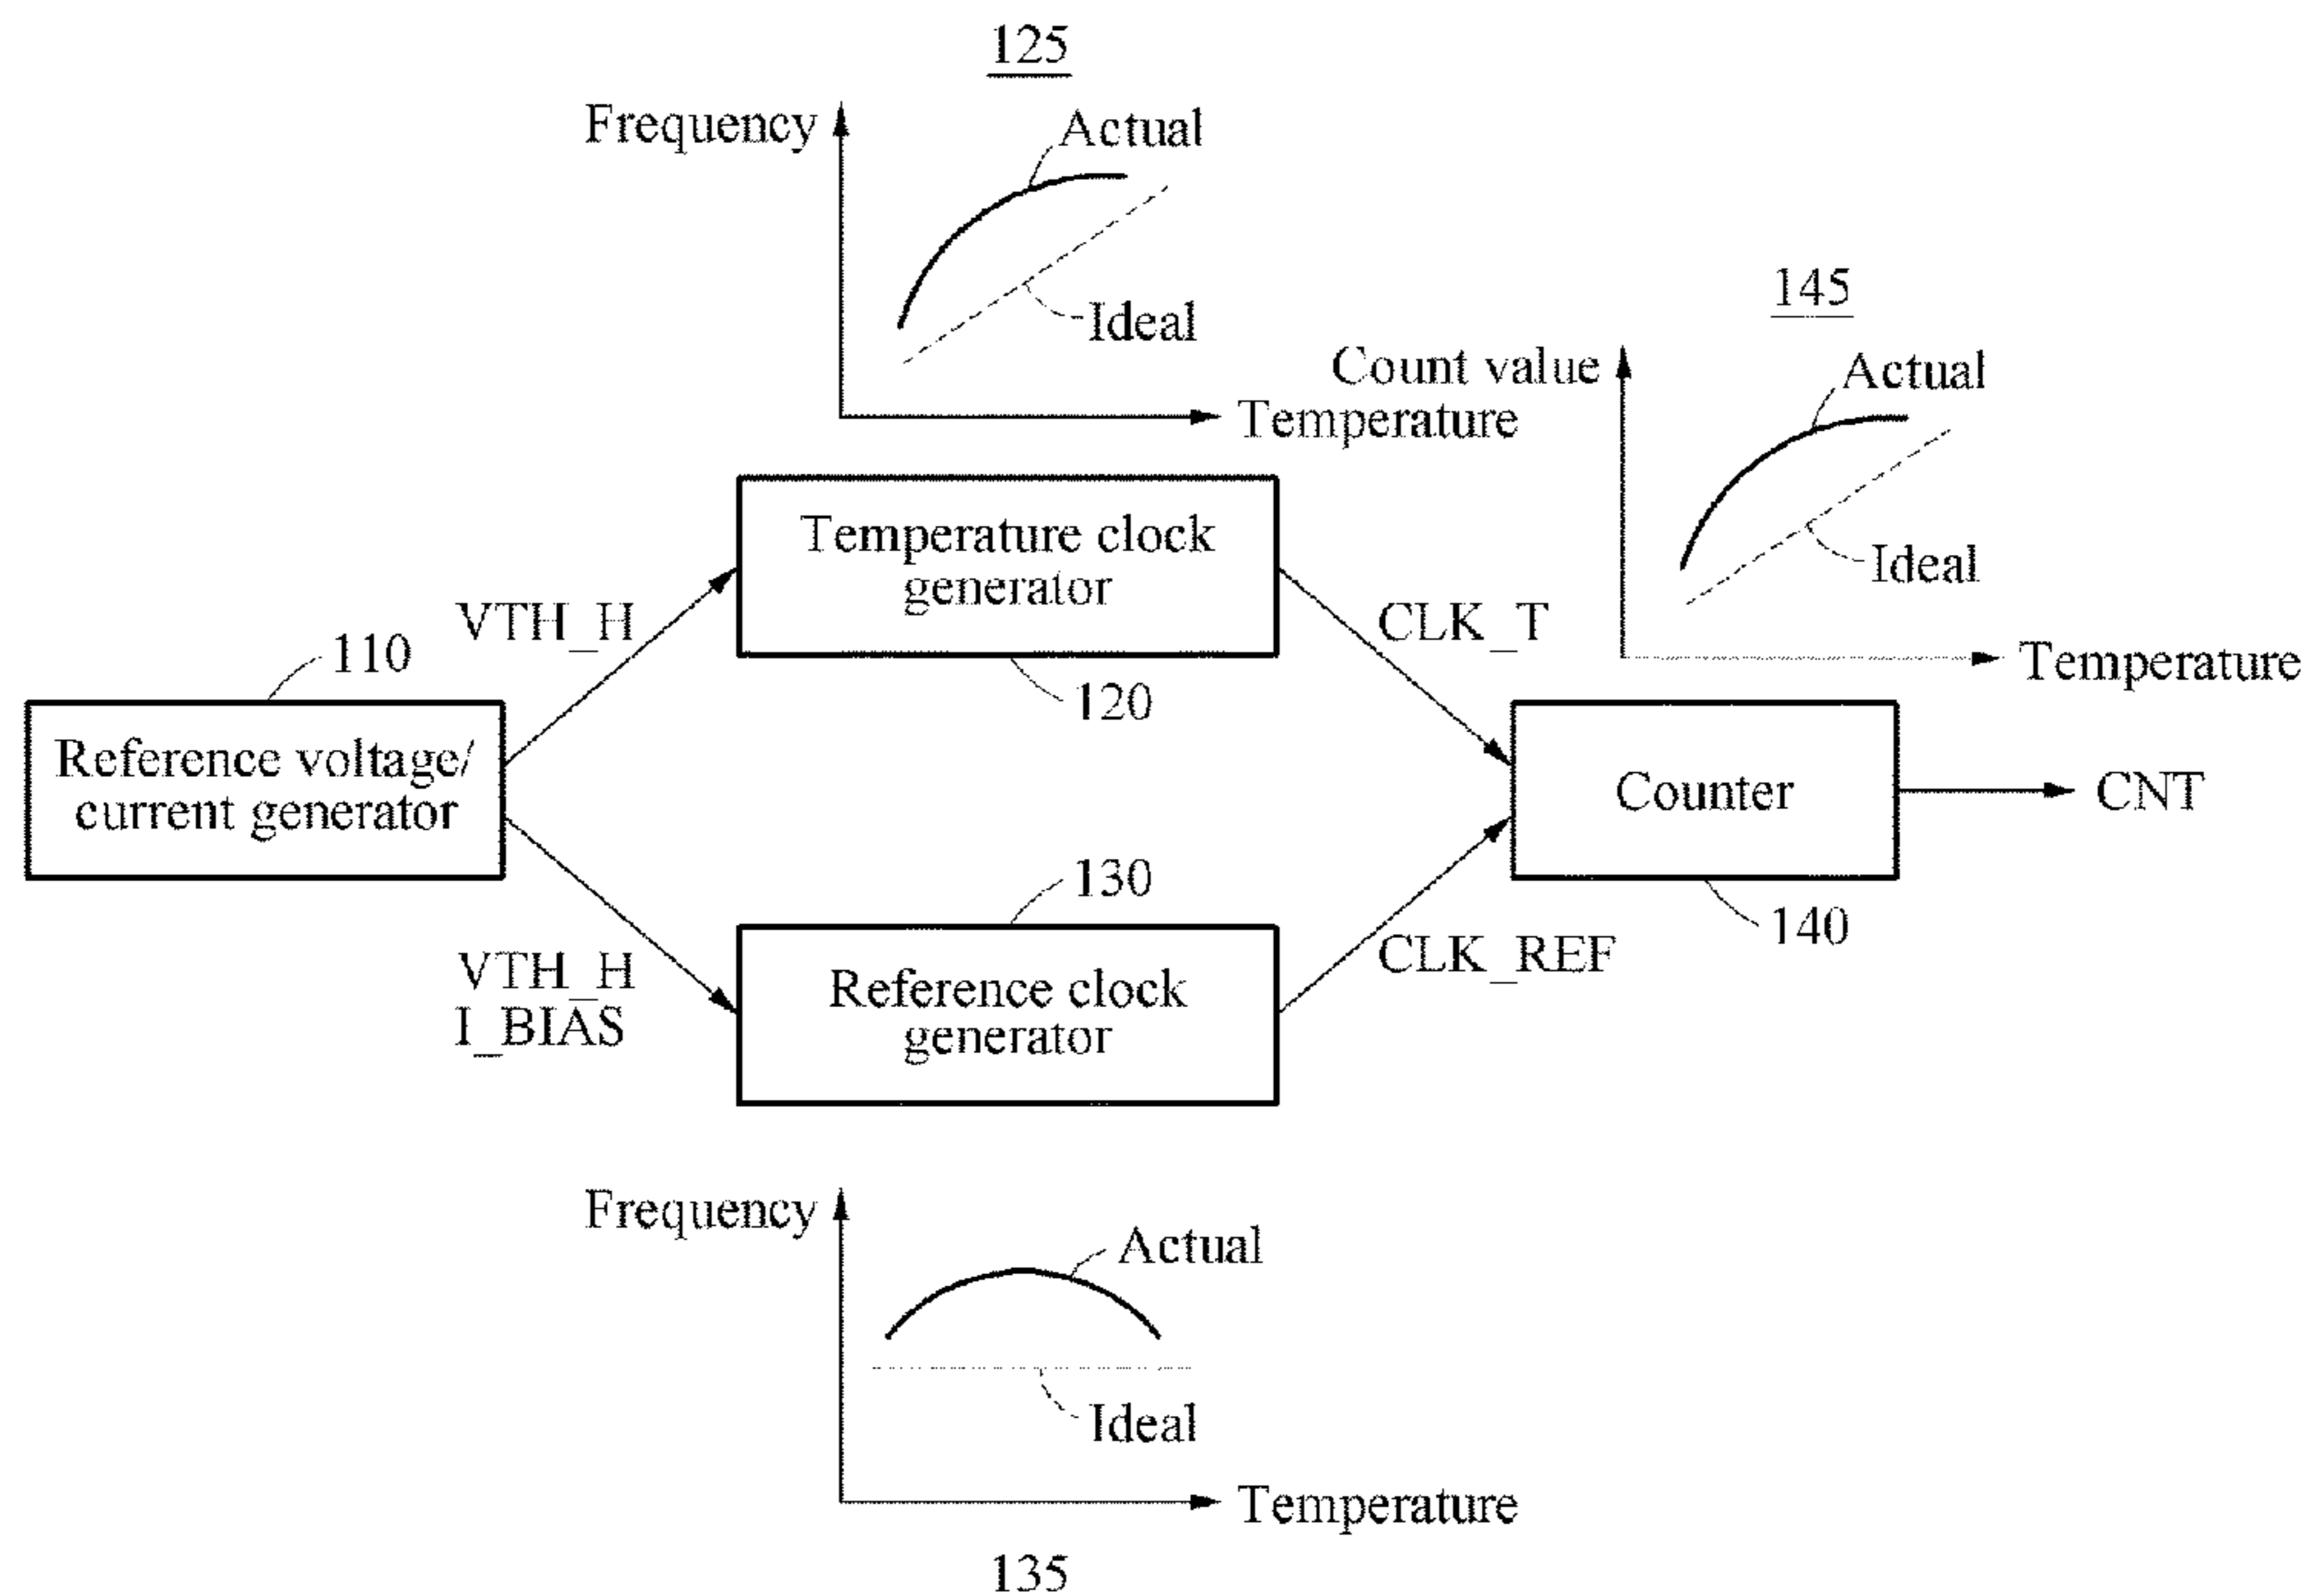 125
Frequency
Actual
Ideal
Temperature
145
Count value
Actual
Ideal
Temperature
Temperature clock
generator
120
VTH_H
CLK_T
110
Reference voltage/
current generator
Counter
140
CNT
130
VTH_H
I_BIAS
Reference clock
generator
CLK_REF
Frequency
Actual
Ideal
Temperature
135